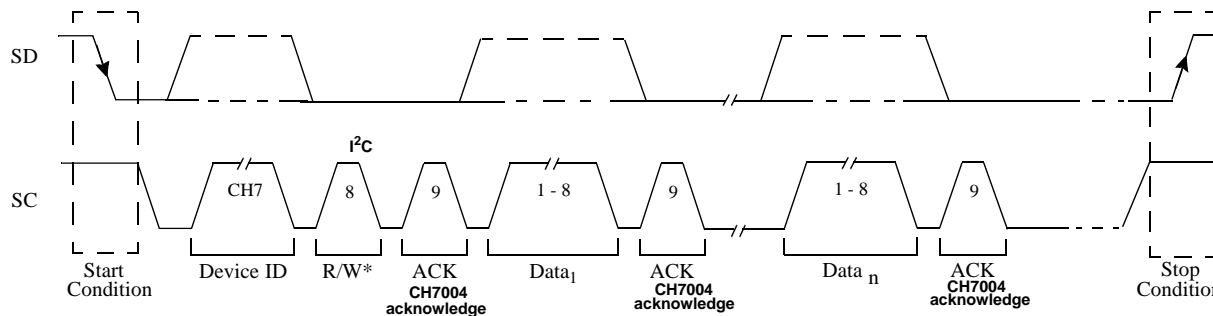 SD
I²C
SC
CH7
8
9
1 - 8
9
1 - 8
9
Start
Condition
Device ID
R/W*
ACK
CH7004
acknowledge
Data1
ACK
CH7004
acknowledge
Data n
ACK
CH7004
acknowledge
Stop
Condition